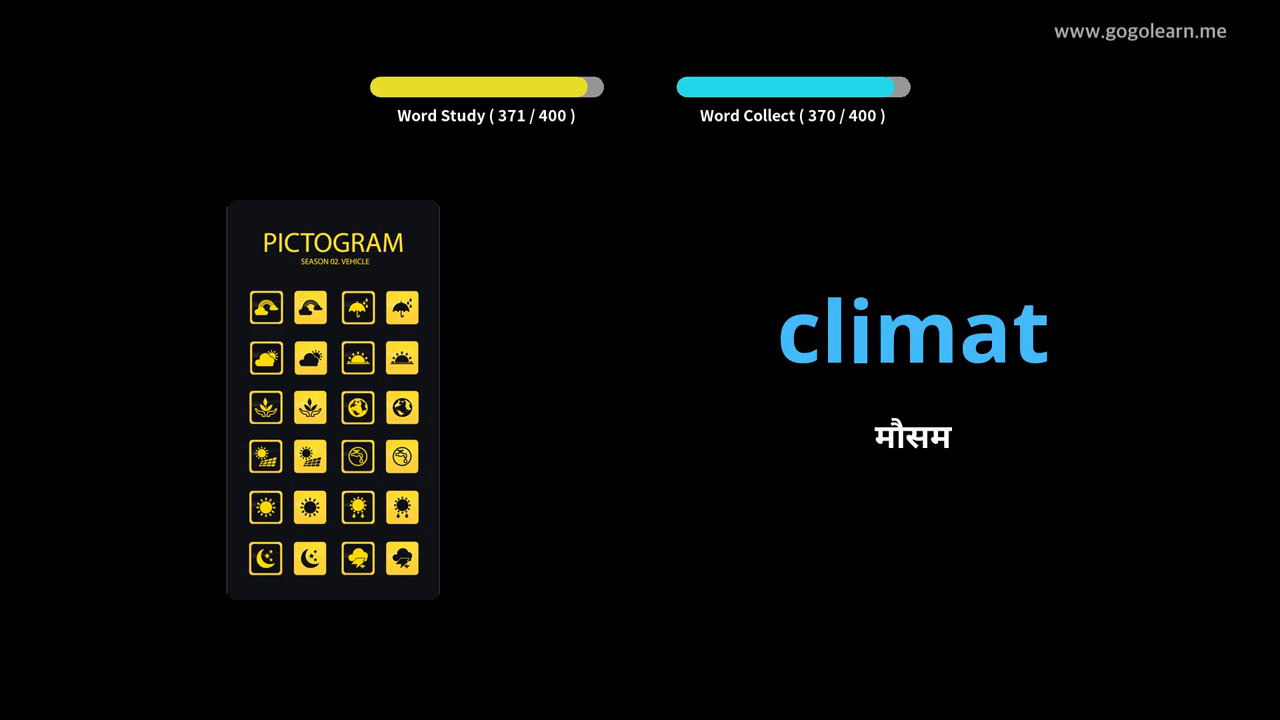 www.gogolearn.me
Word Study ( 371 / 400 )
Word Collect ( 370 / 400 )
PICTOGRAM
SEASON 02. VEHICLE
climat
मौसम